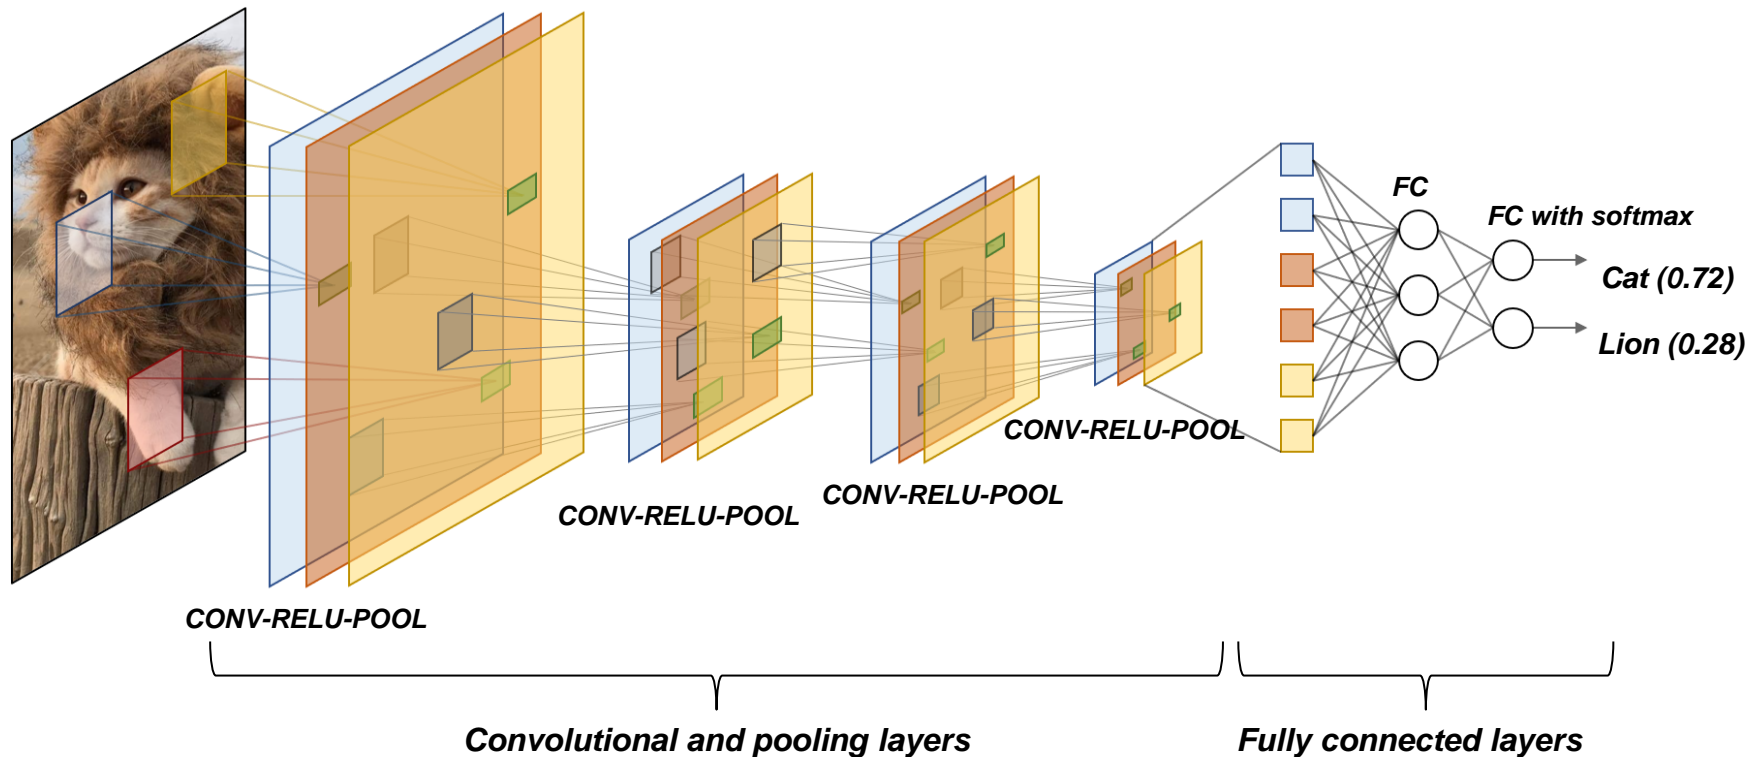 FC
FC with softmax
Cat (0.72)
Lion (0.28)
CONV-RELU-POOL
CONV-RELU-POOL
CONV-RELU-POOL
CONV-RELU-POOL
Convolutional and pooling layers
Fully connected layers